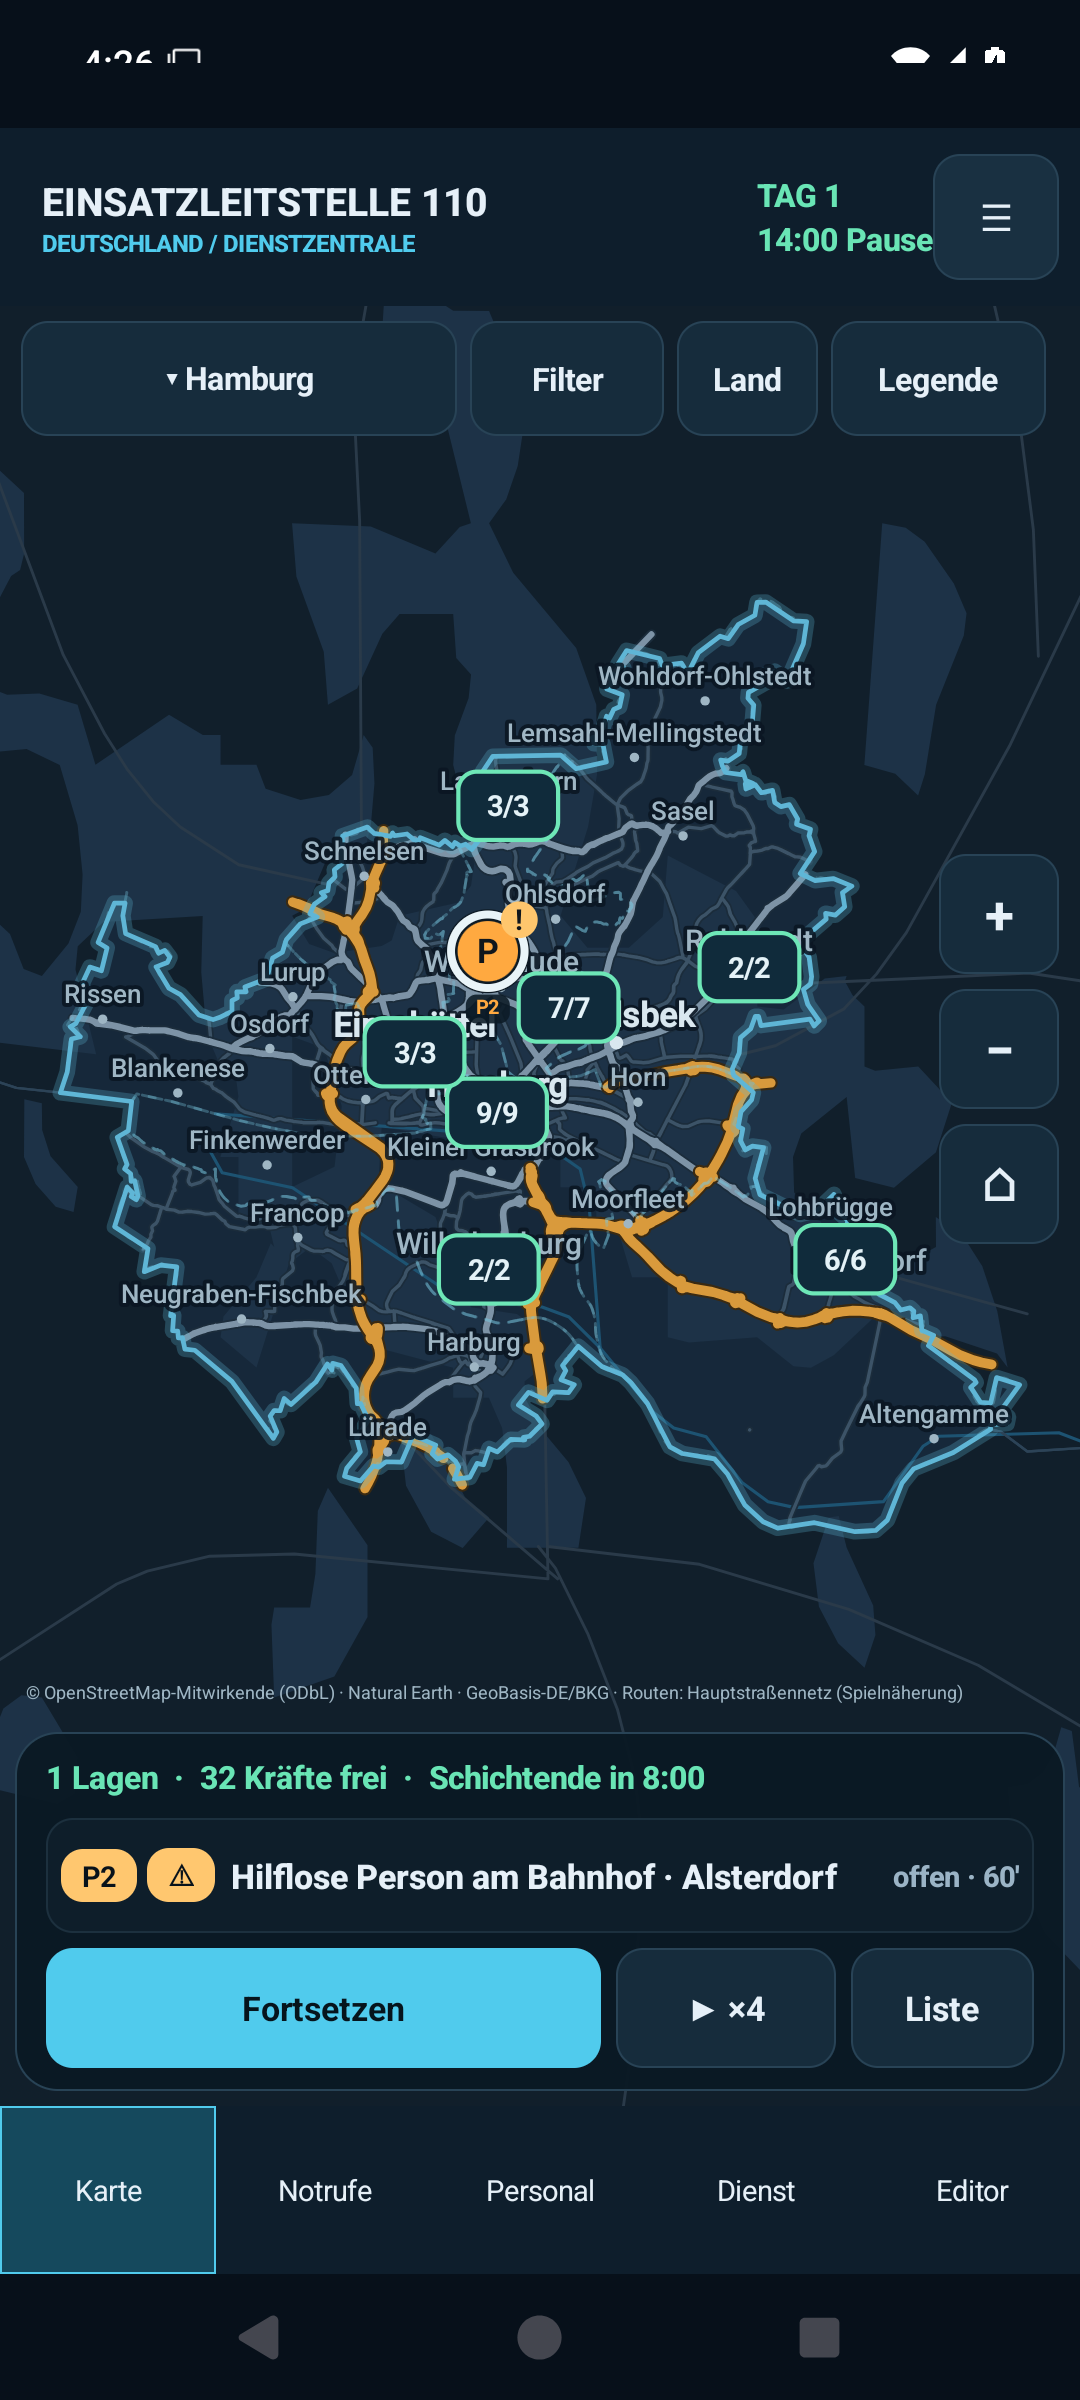 4:26
EINSATZLEITSTELLE 110
DEUTSCHLAND / DIENSTZENTRALE
TAG 1
14:00 Pause
☰
▾ Hamburg
Filter
Land
Legende
Wohldorf-Ohlstedt
Lemsahl-Mellingstedt
3/3
Sasel
Schnelsen
Ohlsdorf
!
P
P2
2/2
Lurup
Rissen
7/7
Osdorf
3/3
Blankenese
Horn
9/9
Finkenwerder
Kleiner Grasbrook
Moorfleet
Lohbrügge
Francop
2/2
6/6
Neugraben-Fischbek
Harburg
Altengamme
Lürade
+
−
© OpenStreetMap-Mitwirkende (ODbL) · Natural Earth · GeoBasis-DE/BKG · Routen: Hauptstraßennetz (Spielnäherung)
1 Lagen · 32 Kräfte frei · Schichtende in 8:00
P2 ⚠ Hilflose Person am Bahnhof · Alsterdorf offen · 60'
Fortsetzen
► ×4
Liste
Karte
Notrufe
Personal
Dienst
Editor